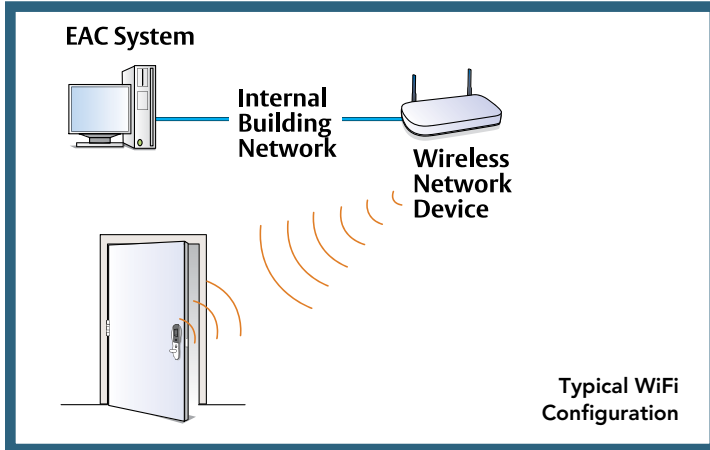 EAC System
Internal
Building
Network
Wireless
Network
Device
Typical WiFi
Configuration